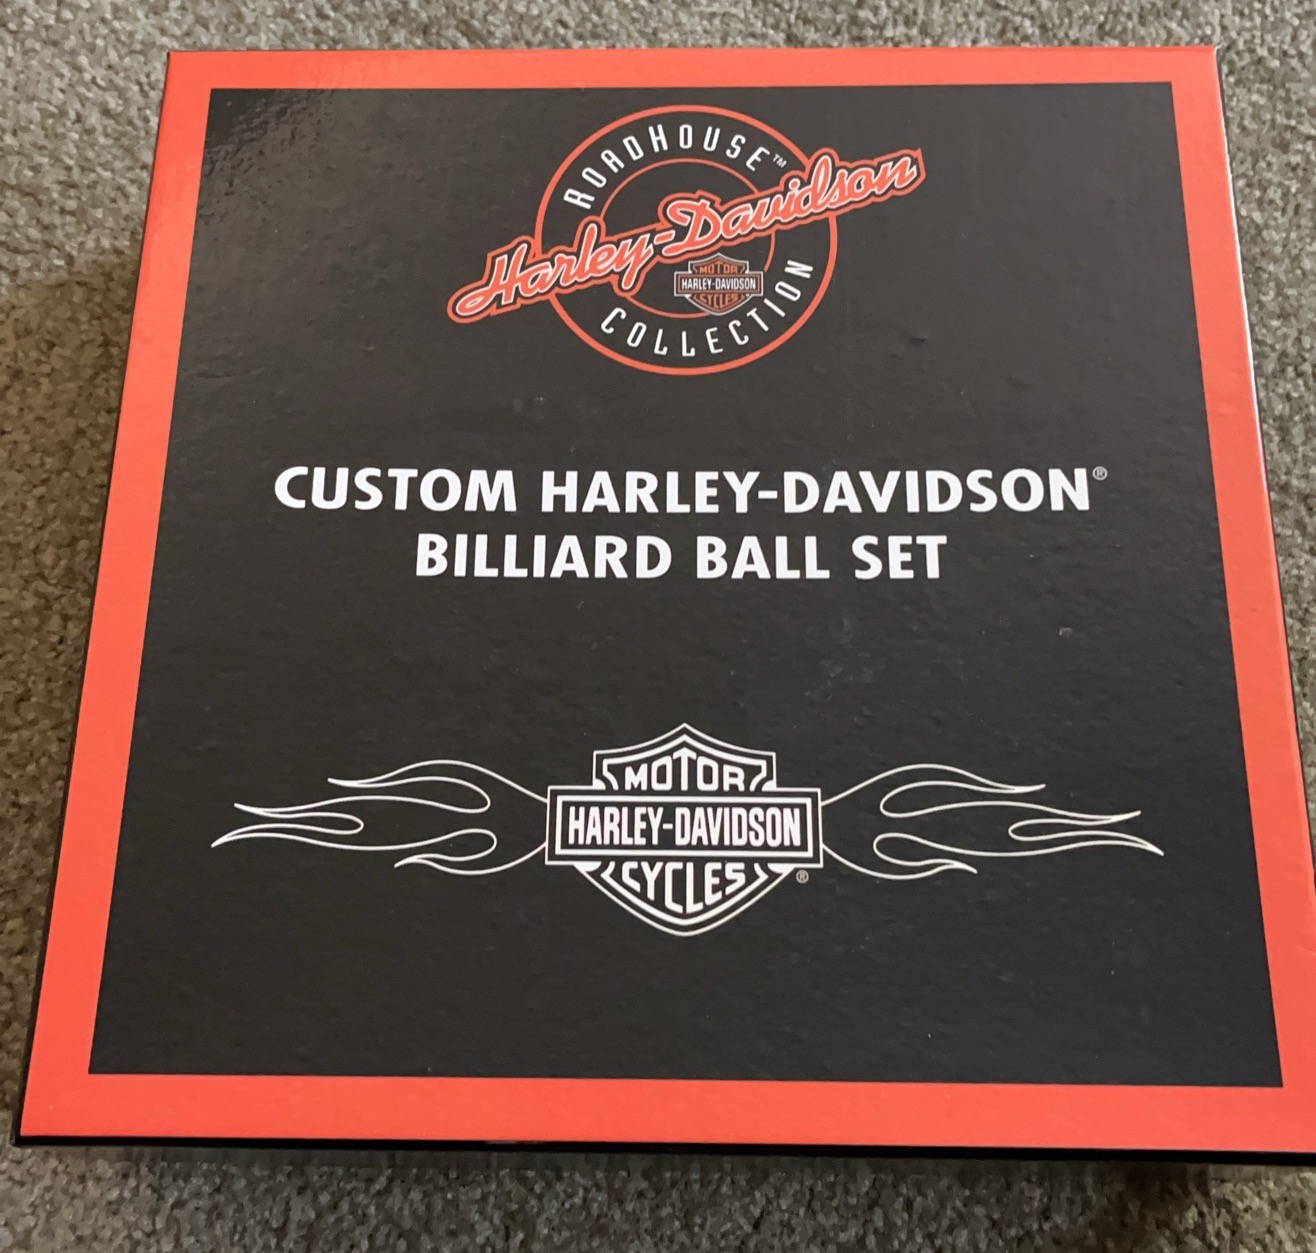 ROADHOUSE™
Harley-Davidson
MOTOR
HARLEY-DAVIDSON
CYCLES
COLLECTION
CUSTOM HARLEY-DAVIDSON®
BILLIARD BALL SET
MOTOR
HARLEY-DAVIDSON
CYCLES®